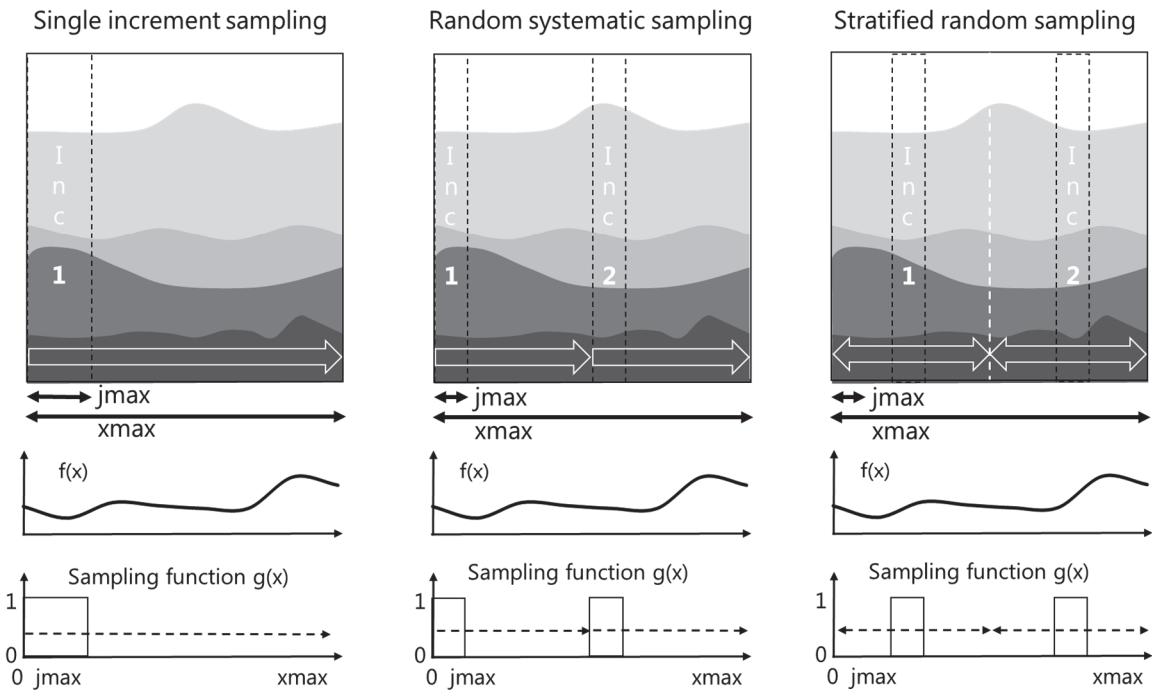 Single increment sampling
Random systematic sampling
Stratified random sampling
I
n
c
1
I
n
c
1
I
n
c
2
I
n
c
1
I
n
c
2
jmax
xmax
jmax
xmax
jmax
xmax
f(x)
f(x)
f(x)
Sampling function g(x)
1
0
0 jmax xmax
Sampling function g(x)
1
0
0 jmax xmax
Sampling function g(x)
1
0
0 jmax xmax